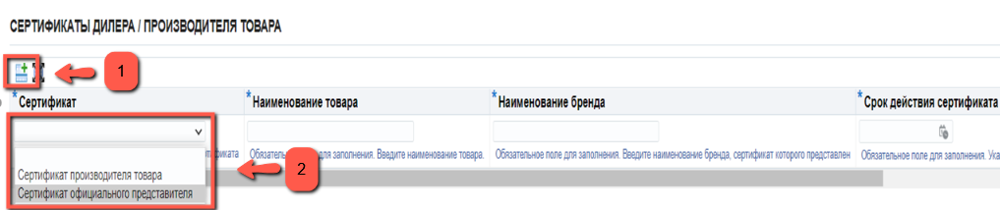 СЕРТИФИКАТЫ ДИЛЕРА / ПРОИЗВОДИТЕЛЯ ТОВАРА
1
* Сертификат * Наименование товара * Наименование бренда * Срок действия сертификата
Обязательное поле для заполнения. Введите наименование товара. Обязательное поле для заполнения. Введите наименование бренда, сертификат которого представлен Обязательное поле для заполнения. Ука
Сертификат производителя товара
2
Сертификат официального представителя